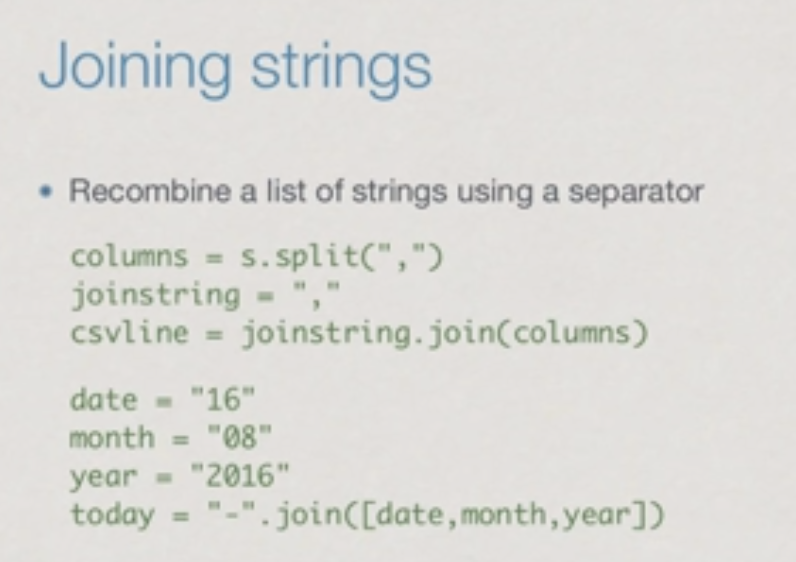 Joining strings
• Recombine a list of strings using a separator
columns = s.split(",")
joinstring = ","
csvline = joinstring.join(columns)
date = "16"
month = "08"
year = "2016"
today = "-".join([date,month,year])